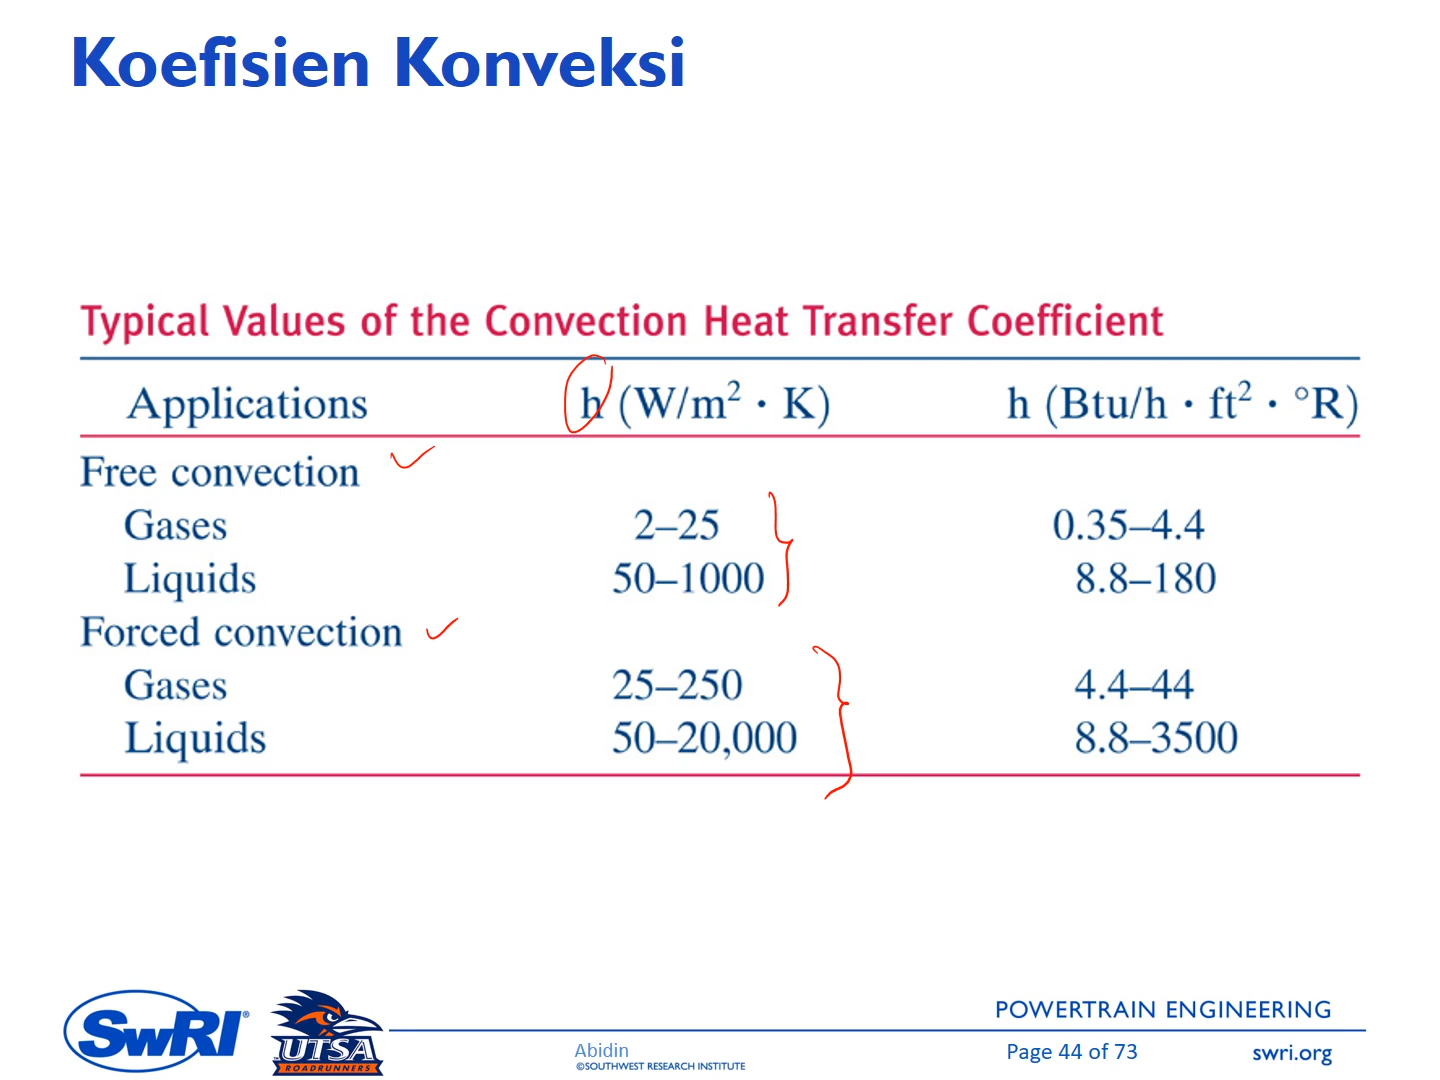 Koefisien Konveksi
Typical Values of the Convection Heat Transfer Coefficient
Applications h (W/m² · K) h (Btu/h · ft² · °R)
Free convection
Gases 2–25 0.35–4.4
Liquids 50–1000 8.8–180
Forced convection
Gases 25–250 4.4–44
Liquids 50–20,000 8.8–3500
POWERTRAIN ENGINEERING
SwRI®
UTSA
ROADRUNNERS
Abidin
©SOUTHWEST RESEARCH INSTITUTE
Page 44 of 73
swri.org